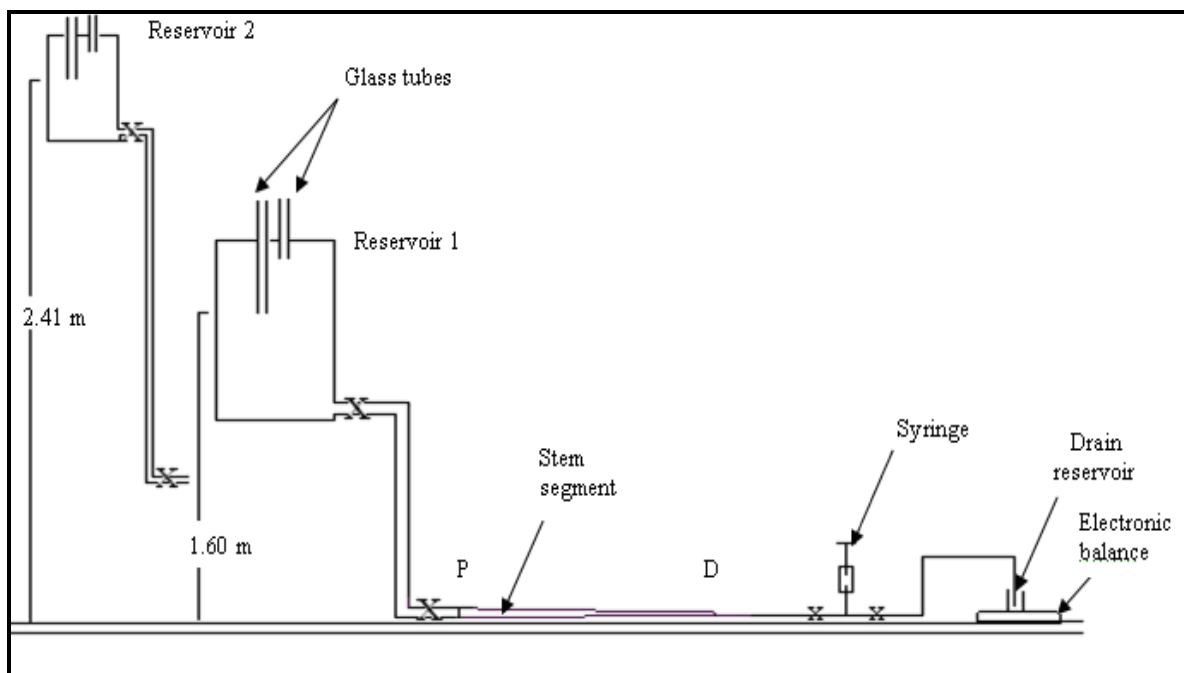 Reservoir 2
Glass tubes
Reservoir 1
2.41 m
Syringe
Drain
reservoir
Stem
segment
Electronic
balance
1.60 m
P
D